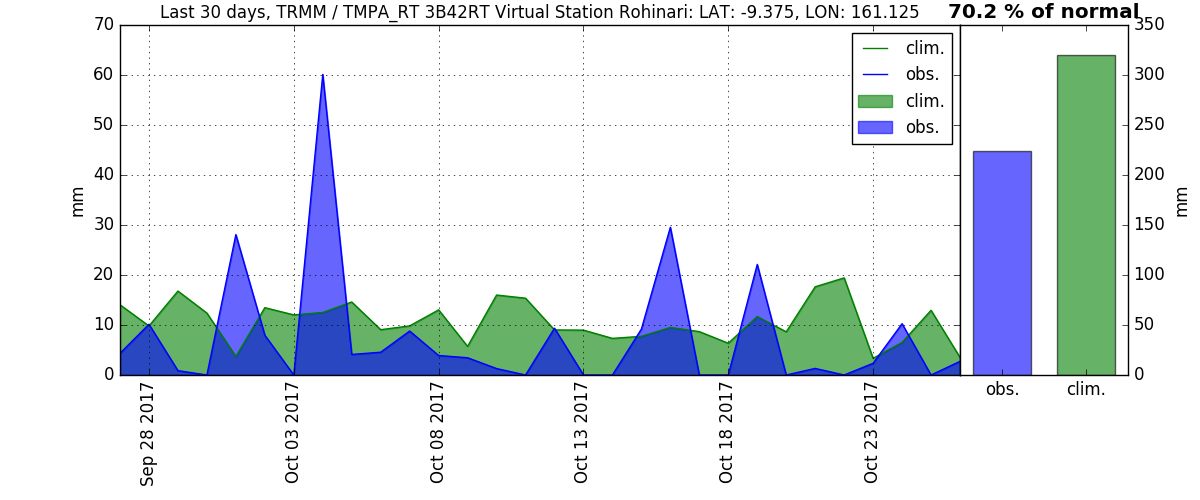 Last 30 days, TRMM / TMPA_RT 3B42RT Virtual Station Rohinari: LAT: -9.375, LON: 161.125
70.2 % of normal
70
60
50
40
30
20
10
0
mm
clim.
obs.
clim.
obs.
350
300
250
200
150
100
50
0
mm
Sep 28 2017
Oct 03 2017
Oct 08 2017
Oct 13 2017
Oct 18 2017
Oct 23 2017
obs.
clim.